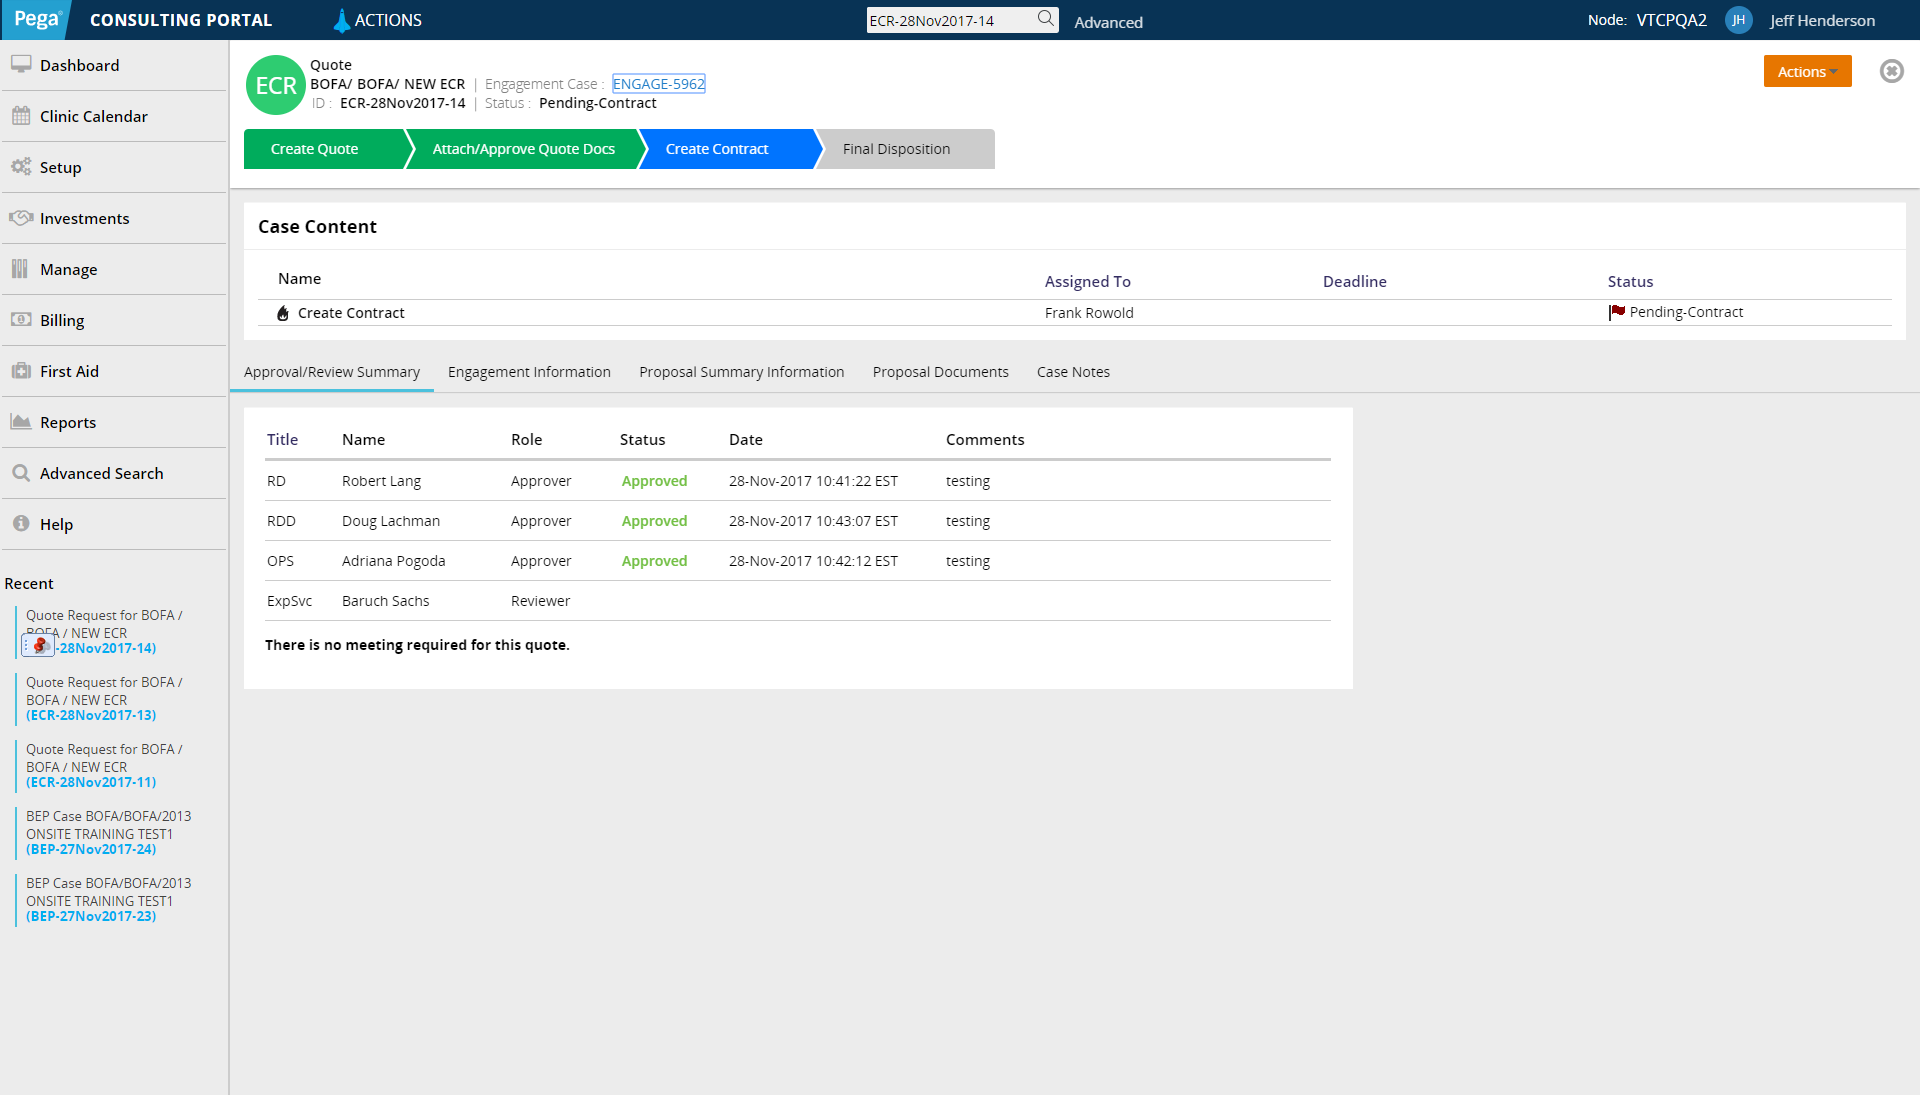 Pega® CONSULTING PORTAL ACTIONS ECR-28Nov2017-14 Advanced Node: VTCPQA2 JH Jeff Henderson
Dashboard
Clinic Calendar
Setup
Investments
Manage
Billing
First Aid
Reports
Advanced Search
Help
Recent
Quote Request for BOFA /
BOFA / NEW ECR
-28Nov2017-14)
Quote Request for BOFA /
BOFA / NEW ECR
(ECR-28Nov2017-13)
Quote Request for BOFA /
BOFA / NEW ECR
(ECR-28Nov2017-11)
BEP Case BOFA/BOFA/2013
ONSITE TRAINING TEST1
(BEP-27Nov2017-24)
BEP Case BOFA/BOFA/2013
ONSITE TRAINING TEST1
(BEP-27Nov2017-23)
ECR
Quote
BOFA/ BOFA/ NEW ECR | Engagement Case : ENGAGE-5962
ID : ECR-28Nov2017-14 | Status : Pending-Contract
Actions
Create Quote Attach/Approve Quote Docs Create Contract Final Disposition
Case Content
Name Assigned To Deadline Status
Create Contract Frank Rowold Pending-Contract
Approval/Review Summary Engagement Information Proposal Summary Information Proposal Documents Case Notes
Title Name Role Status Date Comments
RD Robert Lang Approver Approved 28-Nov-2017 10:41:22 EST testing
RDD Doug Lachman Approver Approved 28-Nov-2017 10:43:07 EST testing
OPS Adriana Pogoda Approver Approved 28-Nov-2017 10:42:12 EST testing
ExpSvc Baruch Sachs Reviewer
There is no meeting required for this quote.